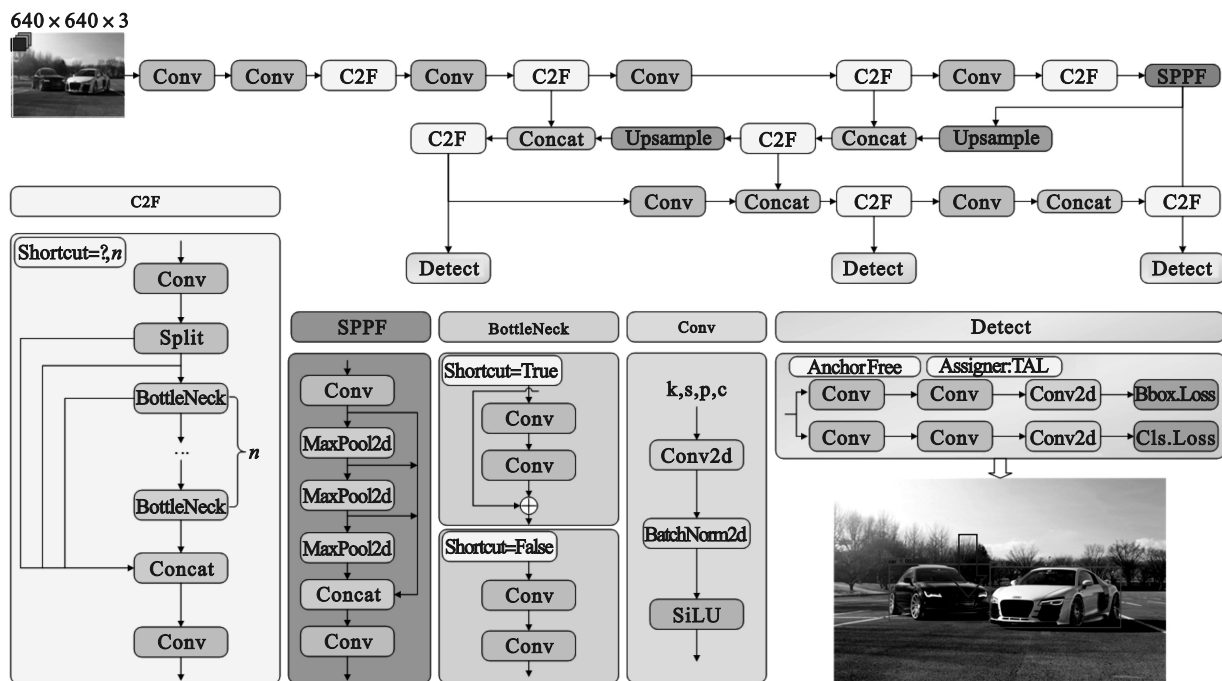 640 × 640 × 3
Conv Conv C2F Conv C2F Conv C2F Conv C2F SPPF
C2F Concat Upsample C2F Concat Upsample
Conv Concat C2F Conv Concat C2F
Detect Detect Detect
C2F
Shortcut=?,n
Conv
Split
BottleNeck
...
n
BottleNeck
Concat
Conv
SPPF
Conv
MaxPool2d
MaxPool2d
MaxPool2d
Concat
Conv
BottleNeck
Shortcut=True
Conv
Conv
Shortcut=False
Conv
Conv
Conv
k,s,p,c
Conv2d
BatchNorm2d
SiLU
Detect
AnchorFree Assigner:TAL
Conv Conv Conv2d Bbox.Loss
Conv Conv Conv2d Cls.Loss